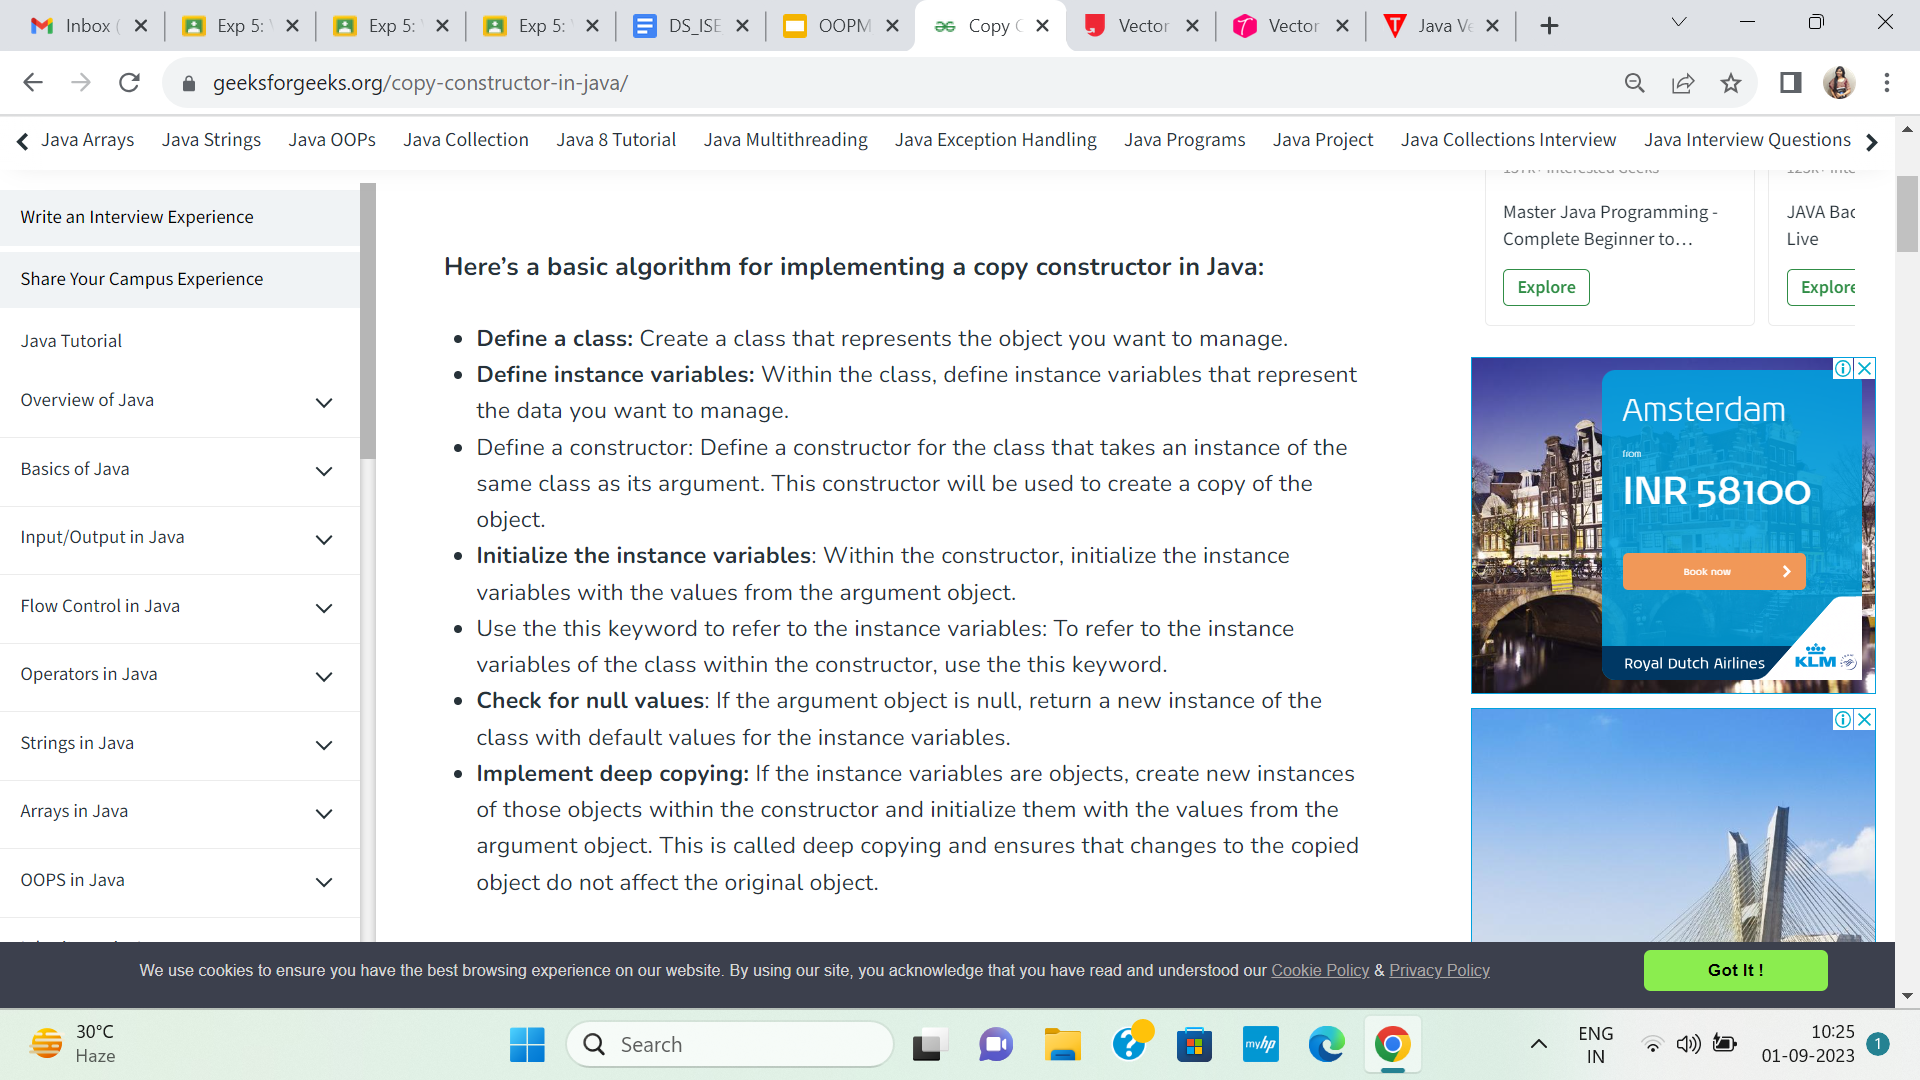 Inbox (
Exp 5:
Exp 5:
Exp 5:
DS_ISE
OOPM
Copy C
Vector
Vector
Java Ve
geeksforgeeks.org/copy-constructor-in-java/
Java Arrays
Java Strings
Java OOPs
Java Collection
Java 8 Tutorial
Java Multithreading
Java Exception Handling
Java Programs
Java Project
Java Collections Interview
Java Interview Questions
Write an Interview Experience
Share Your Campus Experience
Java Tutorial
Overview of Java
Basics of Java
Input/Output in Java
Flow Control in Java
Operators in Java
Strings in Java
Arrays in Java
OOPS in Java
Here’s a basic algorithm for implementing a copy constructor in Java:
• Define a class: Create a class that represents the object you want to manage.
• Define instance variables: Within the class, define instance variables that represent
the data you want to manage.
• Define a constructor: Define a constructor for the class that takes an instance of the
same class as its argument. This constructor will be used to create a copy of the
object.
• Initialize the instance variables: Within the constructor, initialize the instance
variables with the values from the argument object.
• Use the this keyword to refer to the instance variables: To refer to the instance
variables of the class within the constructor, use the this keyword.
• Check for null values: If the argument object is null, return a new instance of the
class with default values for the instance variables.
• Implement deep copying: If the instance variables are objects, create new instances
of those objects within the constructor and initialize them with the values from the
argument object. This is called deep copying and ensures that changes to the copied
object do not affect the original object.
Master Java Programming -
Complete Beginner to...
Explore
JAVA Bac
Live
Explore
Amsterdam
from
INR 58100
Book now
Royal Dutch Airlines
KLM
We use cookies to ensure you have the best browsing experience on our website. By using our site, you acknowledge that you have read and understood our Cookie Policy & Privacy Policy
Got It !
30°C
Haze
Search
myhp
ENG
IN
10:25
01-09-2023
1